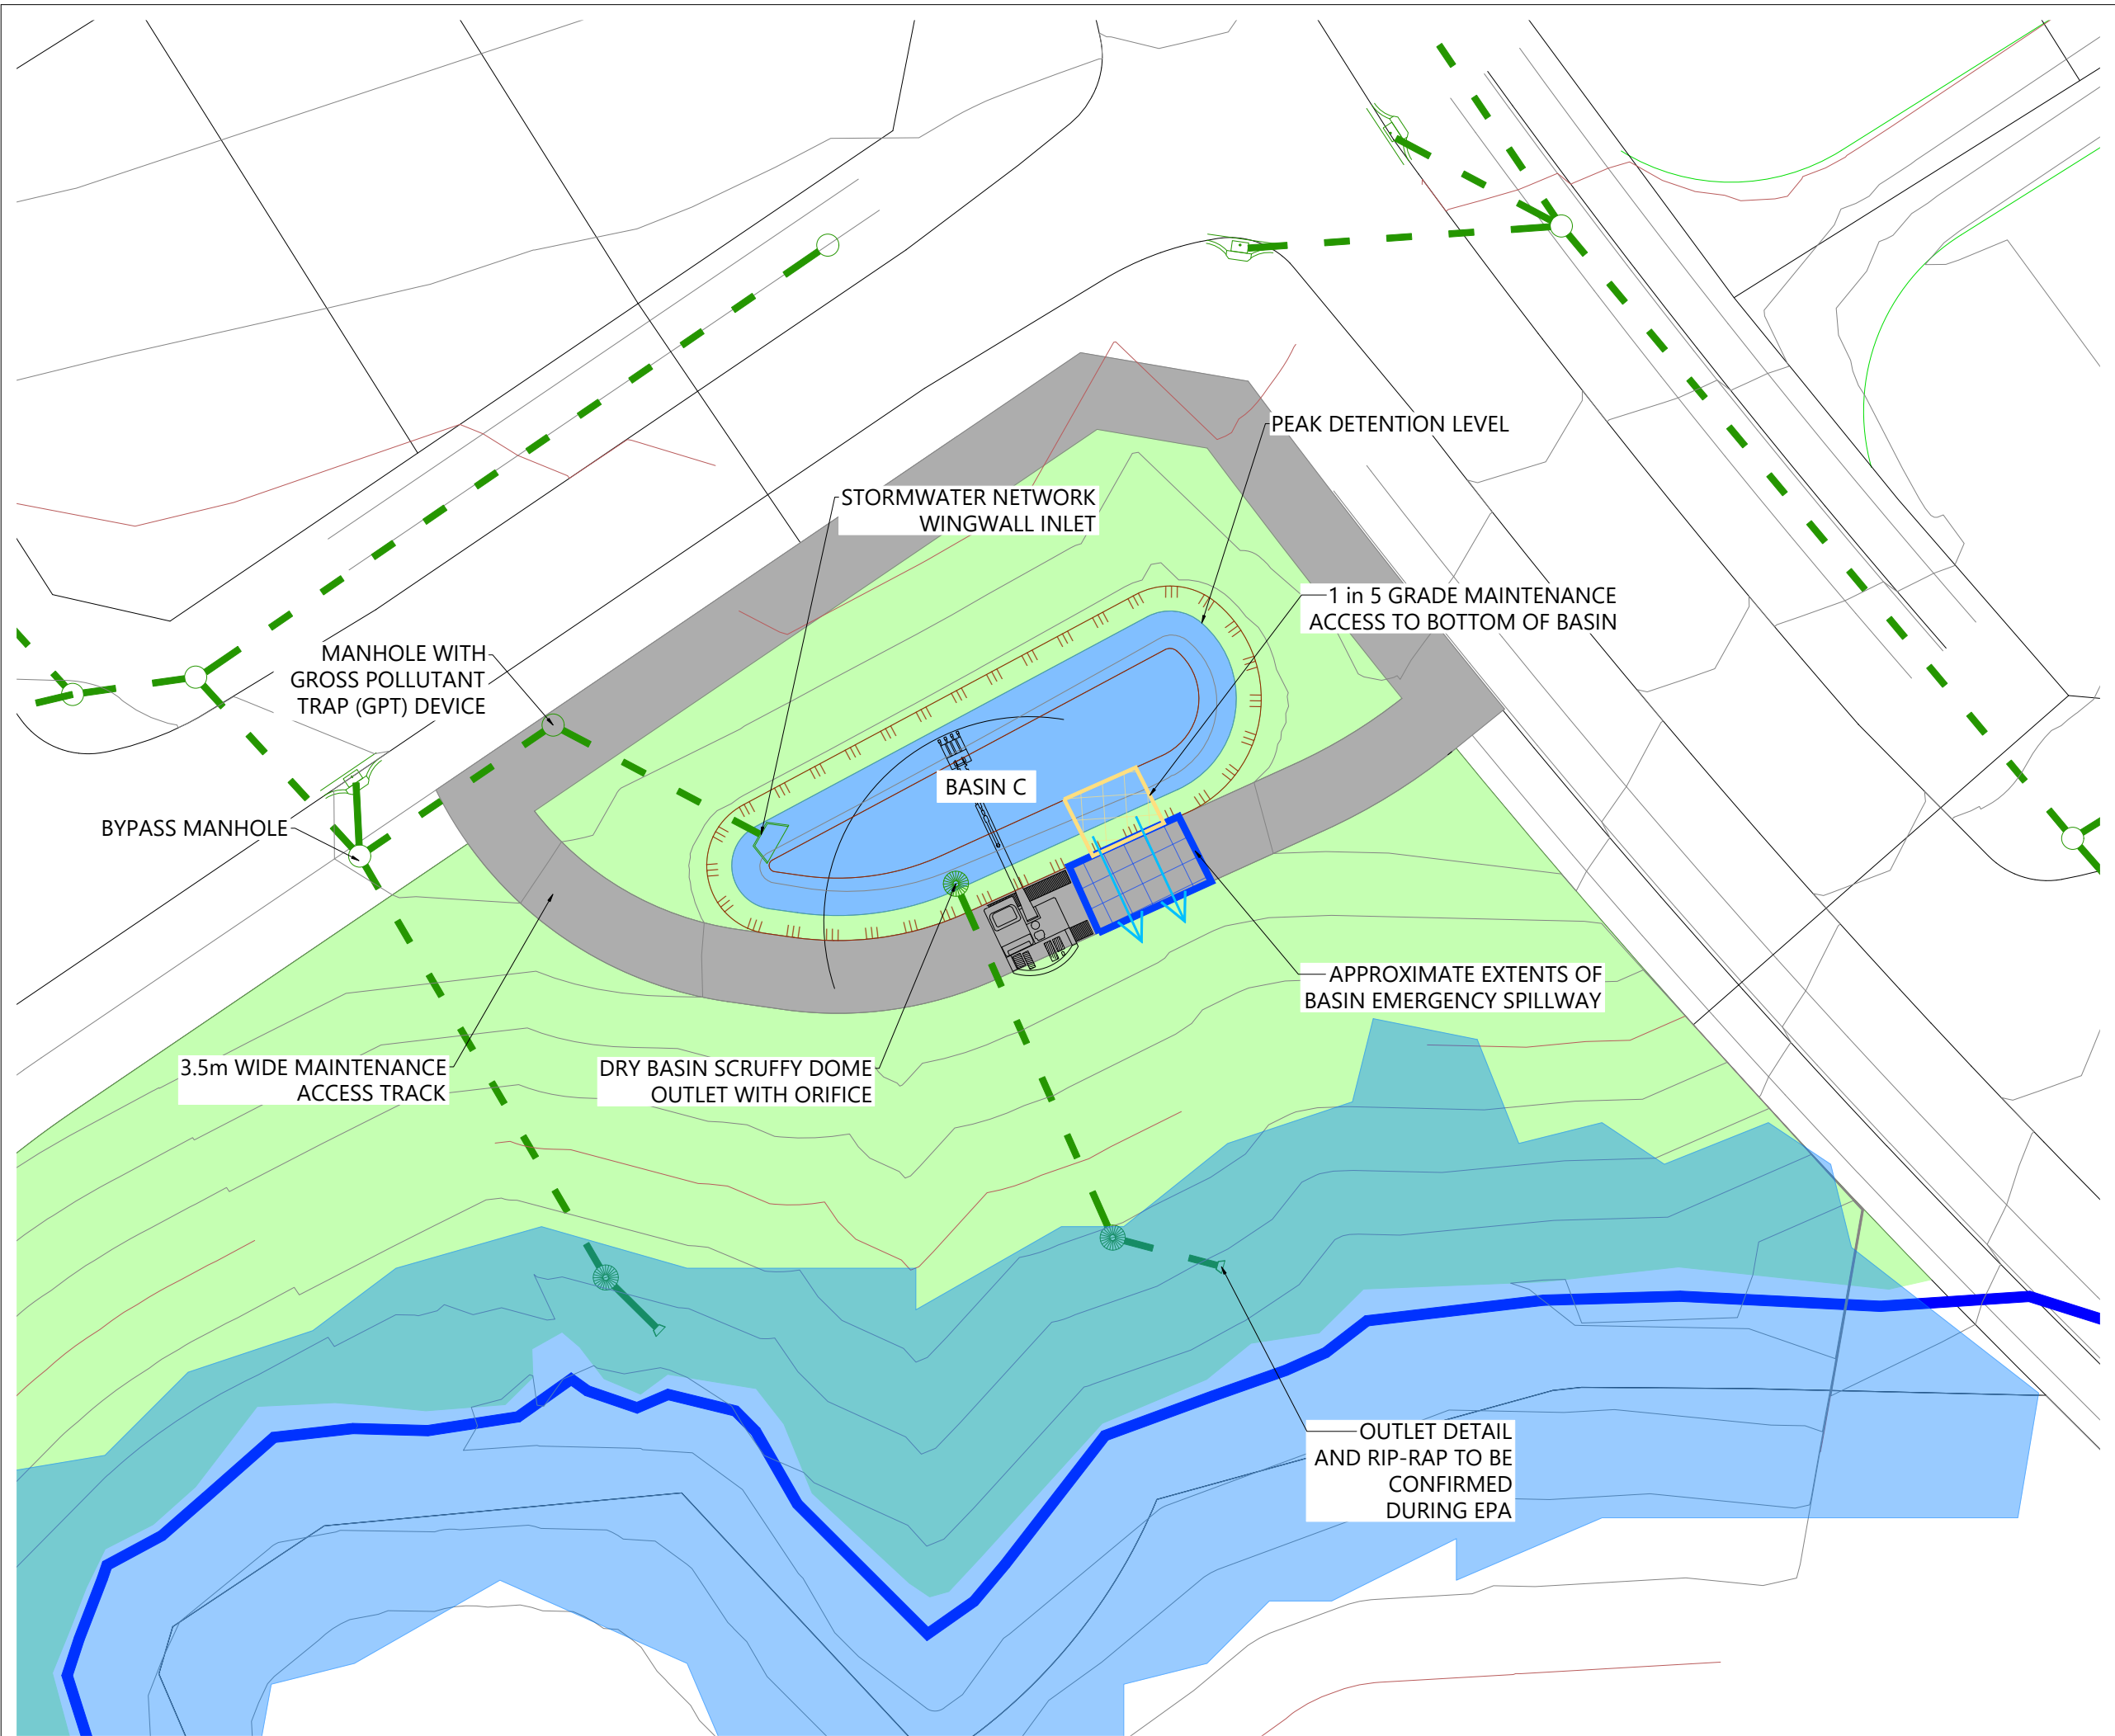 PEAK DETENTION LEVEL
STORMWATER NETWORK
WINGWALL INLET
1 in 5 GRADE MAINTENANCE
ACCESS TO BOTTOM OF BASIN
MANHOLE WITH
GROSS POLLUTANT
TRAP (GPT) DEVICE
BASIN C
BYPASS MANHOLE
APPROXIMATE EXTENTS OF
BASIN EMERGENCY SPILLWAY
3.5m WIDE MAINTENANCE
ACCESS TRACK
DRY BASIN SCRUFFY DOME
OUTLET WITH ORIFICE
OUTLET DETAIL
AND RIP-RAP TO BE
CONFIRMED
DURING EPA